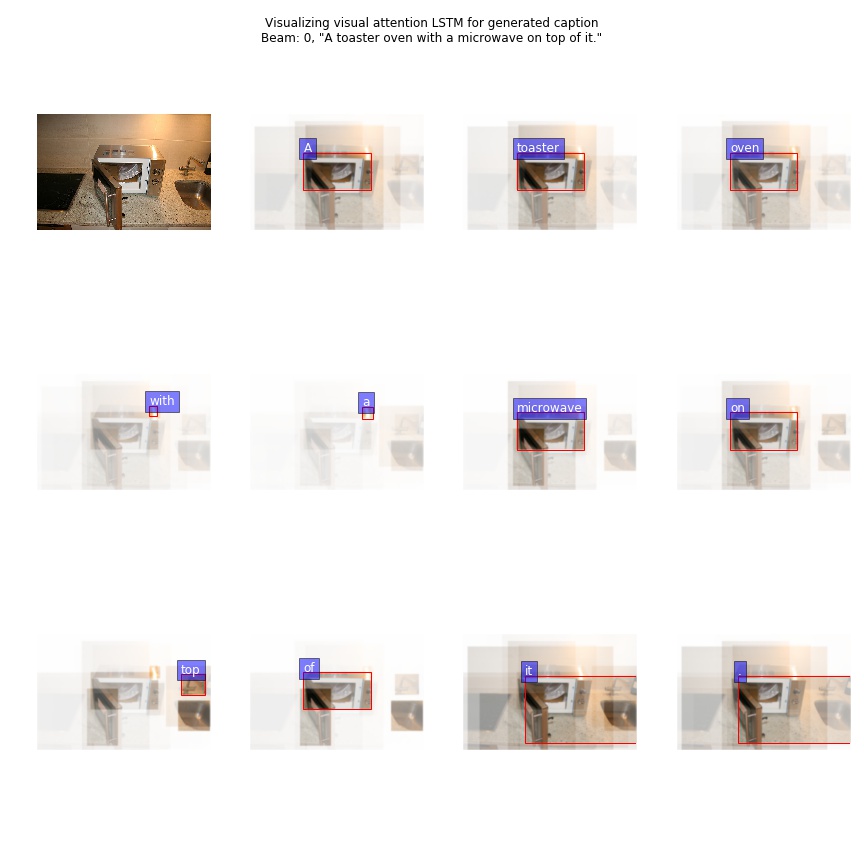 Visualizing visual attention LSTM for generated caption
Beam: 0, "A toaster oven with a microwave on top of it."
A
toaster
oven
with
a
microwave
on
top
of
it
.